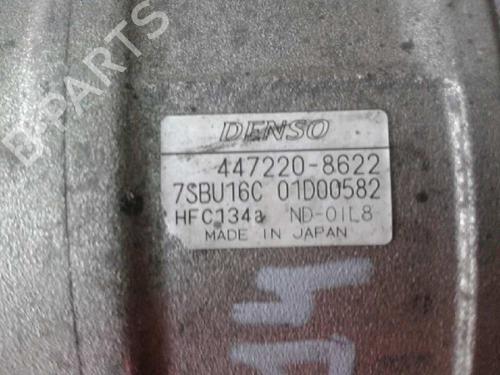 B-PARTS
DENSO
447220-8622
7SBU16C 01D00582
HFC134a ND-OIL8
MADE IN JAPAN